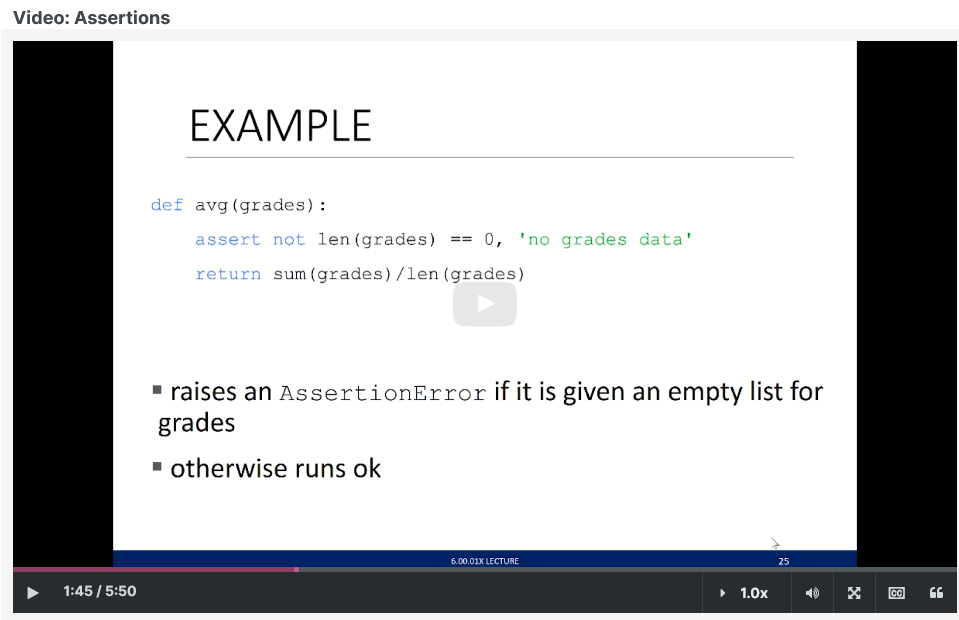 Video: Assertions
EXAMPLE
def avg(grades):
assert not len(grades) == 0, 'no grades data'
return sum(grades)/len(grades)
▪ raises an AssertionError if it is given an empty list for
grades
▪ otherwise runs ok
6.00.01X LECTURE
25
1:45 / 5:50
1.0x
CC